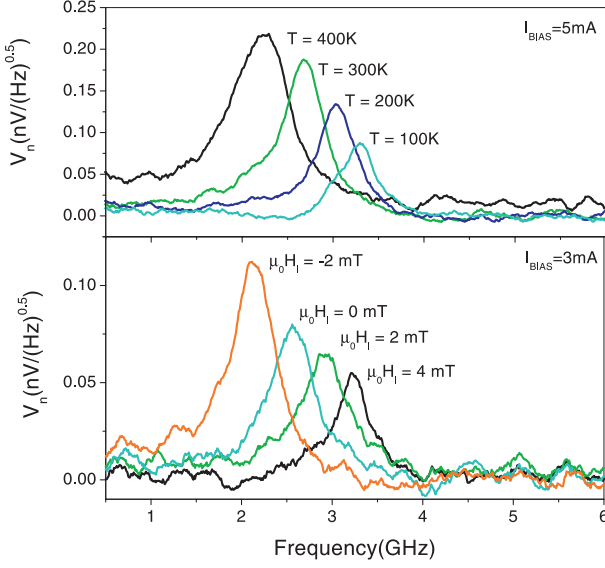 0.25
0.20
0.15
0.10
0.05
0.00
V_n(nV/(Hz)^0.5)
I_BIAS=5mA
T = 400K
T = 300K
T = 200K
T = 100K
0.10
0.05
0.00
V_n(nV/(Hz)^0.5)
I_BIAS=3mA
μ₀H_I = -2 mT
μ₀H_I = 0 mT
μ₀H_I = 2 mT
μ₀H_I = 4 mT
1 2 3 4 5 6
Frequency(GHz)